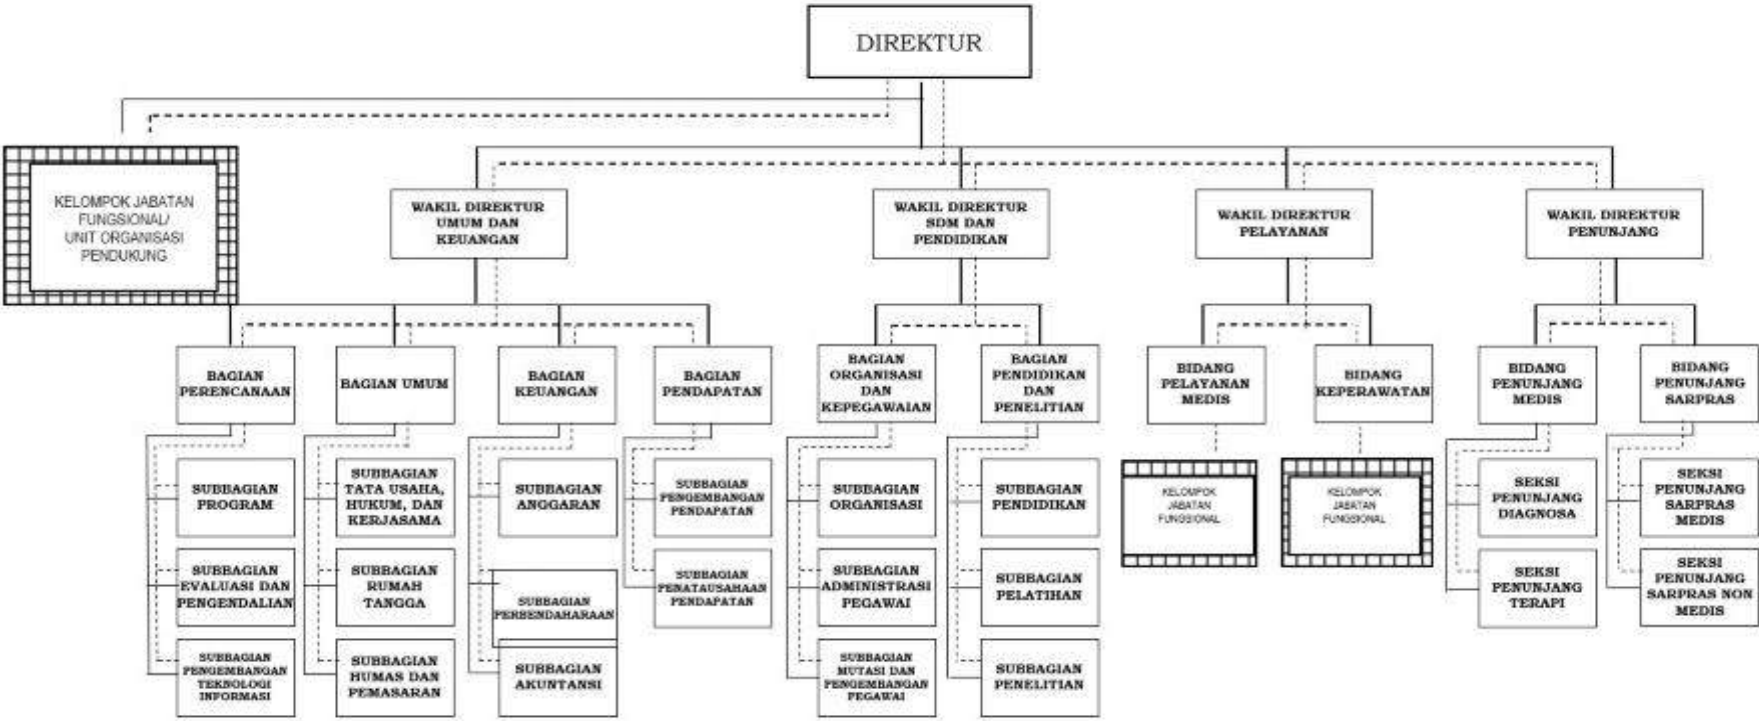 DIREKTUR
KELOMPOK JABATAN
FUNGSIONAL/
UNIT ORGANISASI
PENDUKUNG
WAKIL DIREKTUR
UMUM DAN
KEUANGAN
WAKIL DIREKTUR
SDM DAN
PENDIDIKAN
WAKIL DIREKTUR
PELAYANAN
WAKIL DIREKTUR
PENUNJANG
BAGIAN
PERENCANAAN
BAGIAN UMUM
BAGIAN
KEUANGAN
BAGIAN
PENDAPATAN
BAGIAN
ORGANISASI
DAN
KEPEGAWAIAN
BAGIAN
PENDIDIKAN
DAN
PENELITIAN
BIDANG
PELAYANAN
MEDIS
BIDANG
KEPERAWATAN
BIDANG
PENUNJANG
MEDIS
BIDANG
PENUNJANG
SARPRAS
SUBBAGIAN
PROGRAM
SUBBAGIAN
TATA USAHA,
HUKUM, DAN
KERJASAMA
SUBBAGIAN
ANGGARAN
SUBBAGIAN
PENGEMBANGAN
PENDAPATAN
SUBBAGIAN
ORGANISASI
SUBBAGIAN
PENDIDIKAN
KELOMPOK
JABATAN
FUNGSIONAL
KELOMPOK
JABATAN
FUNGSIONAL
SEKSI
PENUNJANG
DIAGNOSA
SEKSI
PENUNJANG
SARPRAS
MEDIS
SUBBAGIAN
EVALUASI DAN
PENGENDALIAN
SUBBAGIAN
RUMAH
TANGGA
SUBBAGIAN
PERBENDAHARAAN
SUBBAGIAN
PENATAUSAHAAN
PENDAPATAN
SUBBAGIAN
ADMINISTRASI
PEGAWAI
SUBBAGIAN
PELATIHAN
SEKSI
PENUNJANG
TERAPI
SEKSI
PENUNJANG
SARPRAS NON
MEDIS
SUBBAGIAN
PENGEMBANGAN
TEKNOLOGI
INFORMASI
SUBBAGIAN
HUMAS DAN
PEMASARAN
SUBBAGIAN
AKUNTANSI
SUBBAGIAN
MUTASI DAN
PENGEMBANGAN
PEGAWAI
SUBBAGIAN
PENELITIAN